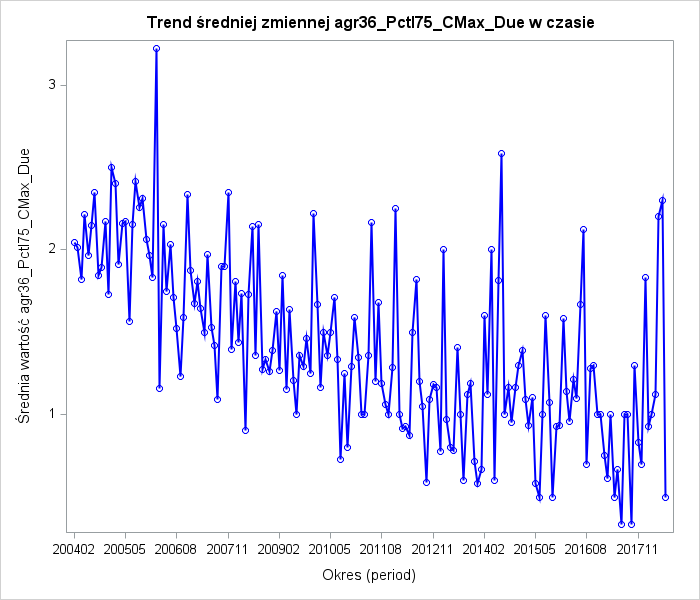 Trend średniej zmiennej agr36_Pctl75_CMax_Due w czasie
Średnia wartość agr36_Pctl75_CMax_Due
3
2
1
200402 200505 200608 200711 200902 201005 201108 201211 201402 201505 201608 201711
Okres (period)